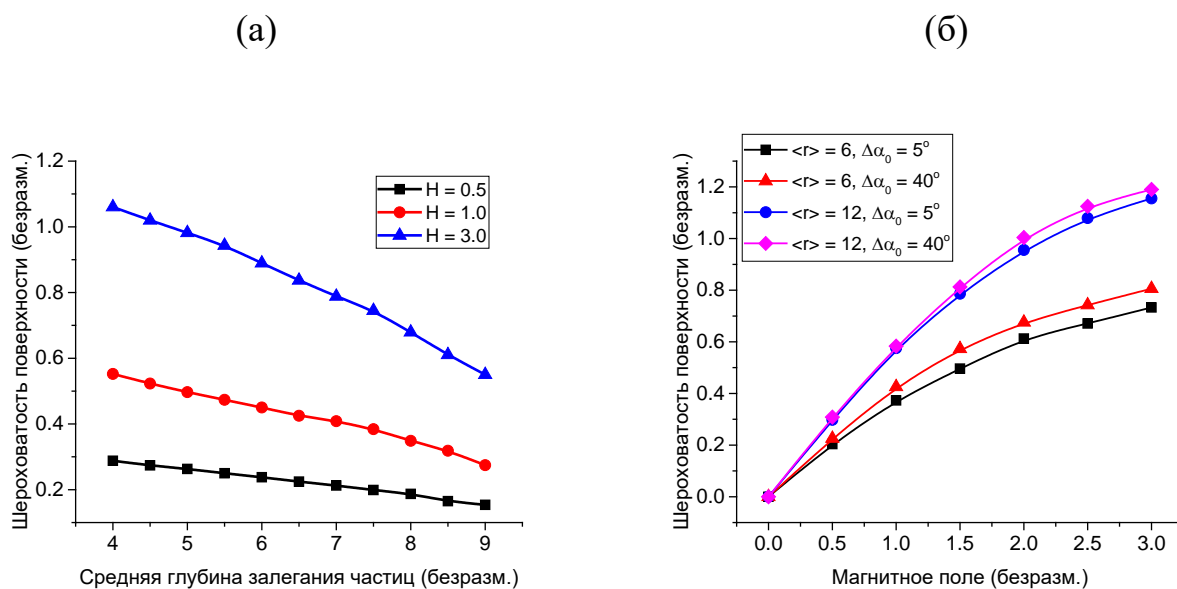 (а)
(б)
Шероховатость поверхности (безразм.)
1.2
1.0
0.8
0.6
0.4
0.2
H = 0.5
H = 1.0
H = 3.0
4 5 6 7 8 9
Средняя глубина залегания частиц (безразм.)
Шероховатость поверхности (безразм.)
<r> = 6, Δα₀ = 5°
<r> = 6, Δα₀ = 40°
<r> = 12, Δα₀ = 5°
<r> = 12, Δα₀ = 40°
1.2
1.0
0.8
0.6
0.4
0.2
0.0
0.0 0.5 1.0 1.5 2.0 2.5 3.0
Магнитное поле (безразм.)